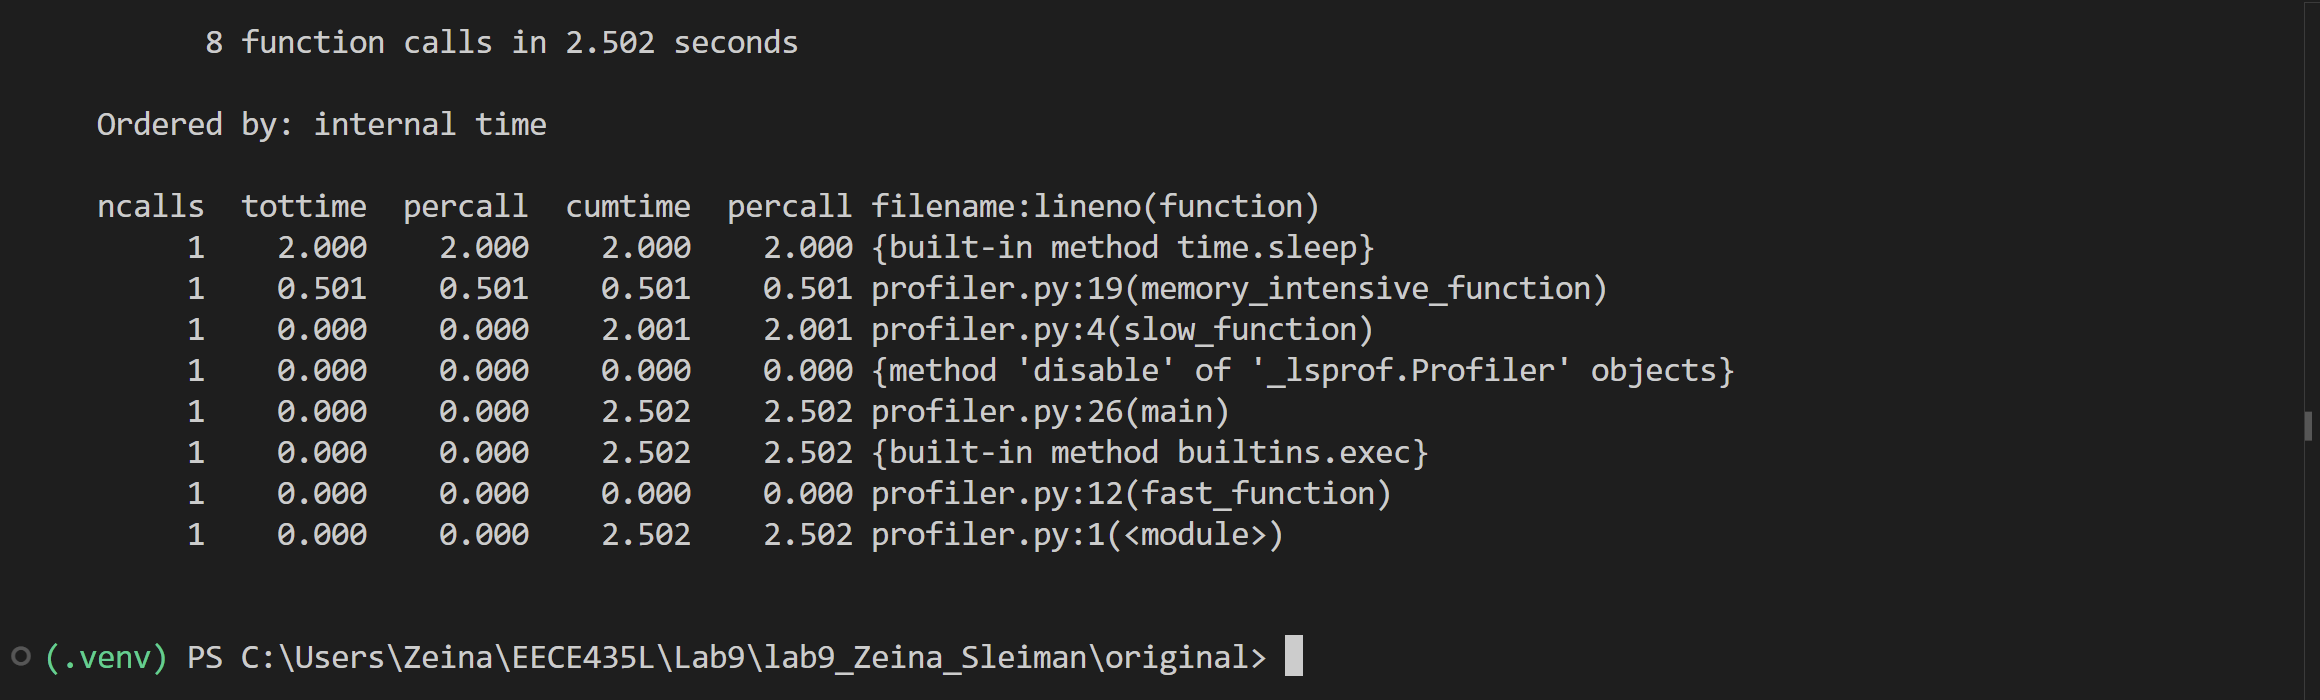 8 function calls in 2.502 seconds
Ordered by: internal time
ncalls  tottime  percall  cumtime  percall filename:lineno(function)
1    2.000    2.000    2.000    2.000 {built-in method time.sleep}
1    0.501    0.501    0.501    0.501 profiler.py:19(memory_intensive_function)
1    0.000    0.000    2.001    2.001 profiler.py:4(slow_function)
1    0.000    0.000    0.000    0.000 {method 'disable' of '_lsprof.Profiler' objects}
1    0.000    0.000    2.502    2.502 profiler.py:26(main)
1    0.000    0.000    2.502    2.502 {built-in method builtins.exec}
1    0.000    0.000    0.000    0.000 profiler.py:12(fast_function)
1    0.000    0.000    2.502    2.502 profiler.py:1(<module>)
(.venv) PS C:\Users\Zeina\EECE435L\Lab9\lab9_Zeina_Sleiman\original>